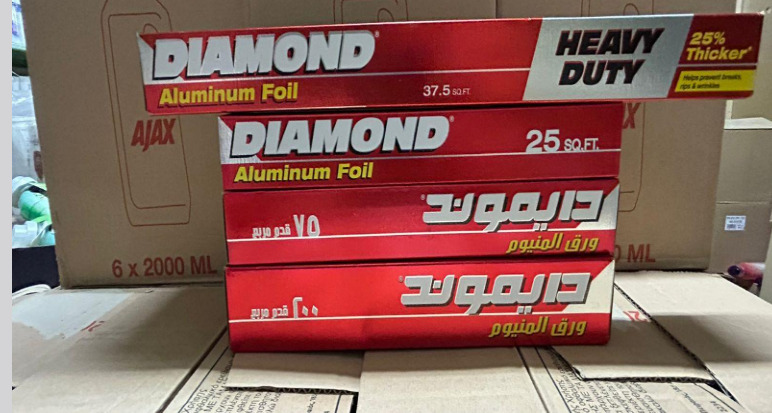 DIAMOND
Aluminum Foil
37.5 SQ.FT.
HEAVY
DUTY
25%
Thicker*
Helps prevent breaks,
rips & wrinkles
DIAMOND
Aluminum Foil
25 SQ.FT.
دايموند
ورق المنيوم
٧٥ قدم مربع
دايموند
ورق المنيوم
٢٠٠ قدم مربع
AJAX
6 x 2000 ML
X
0 ML